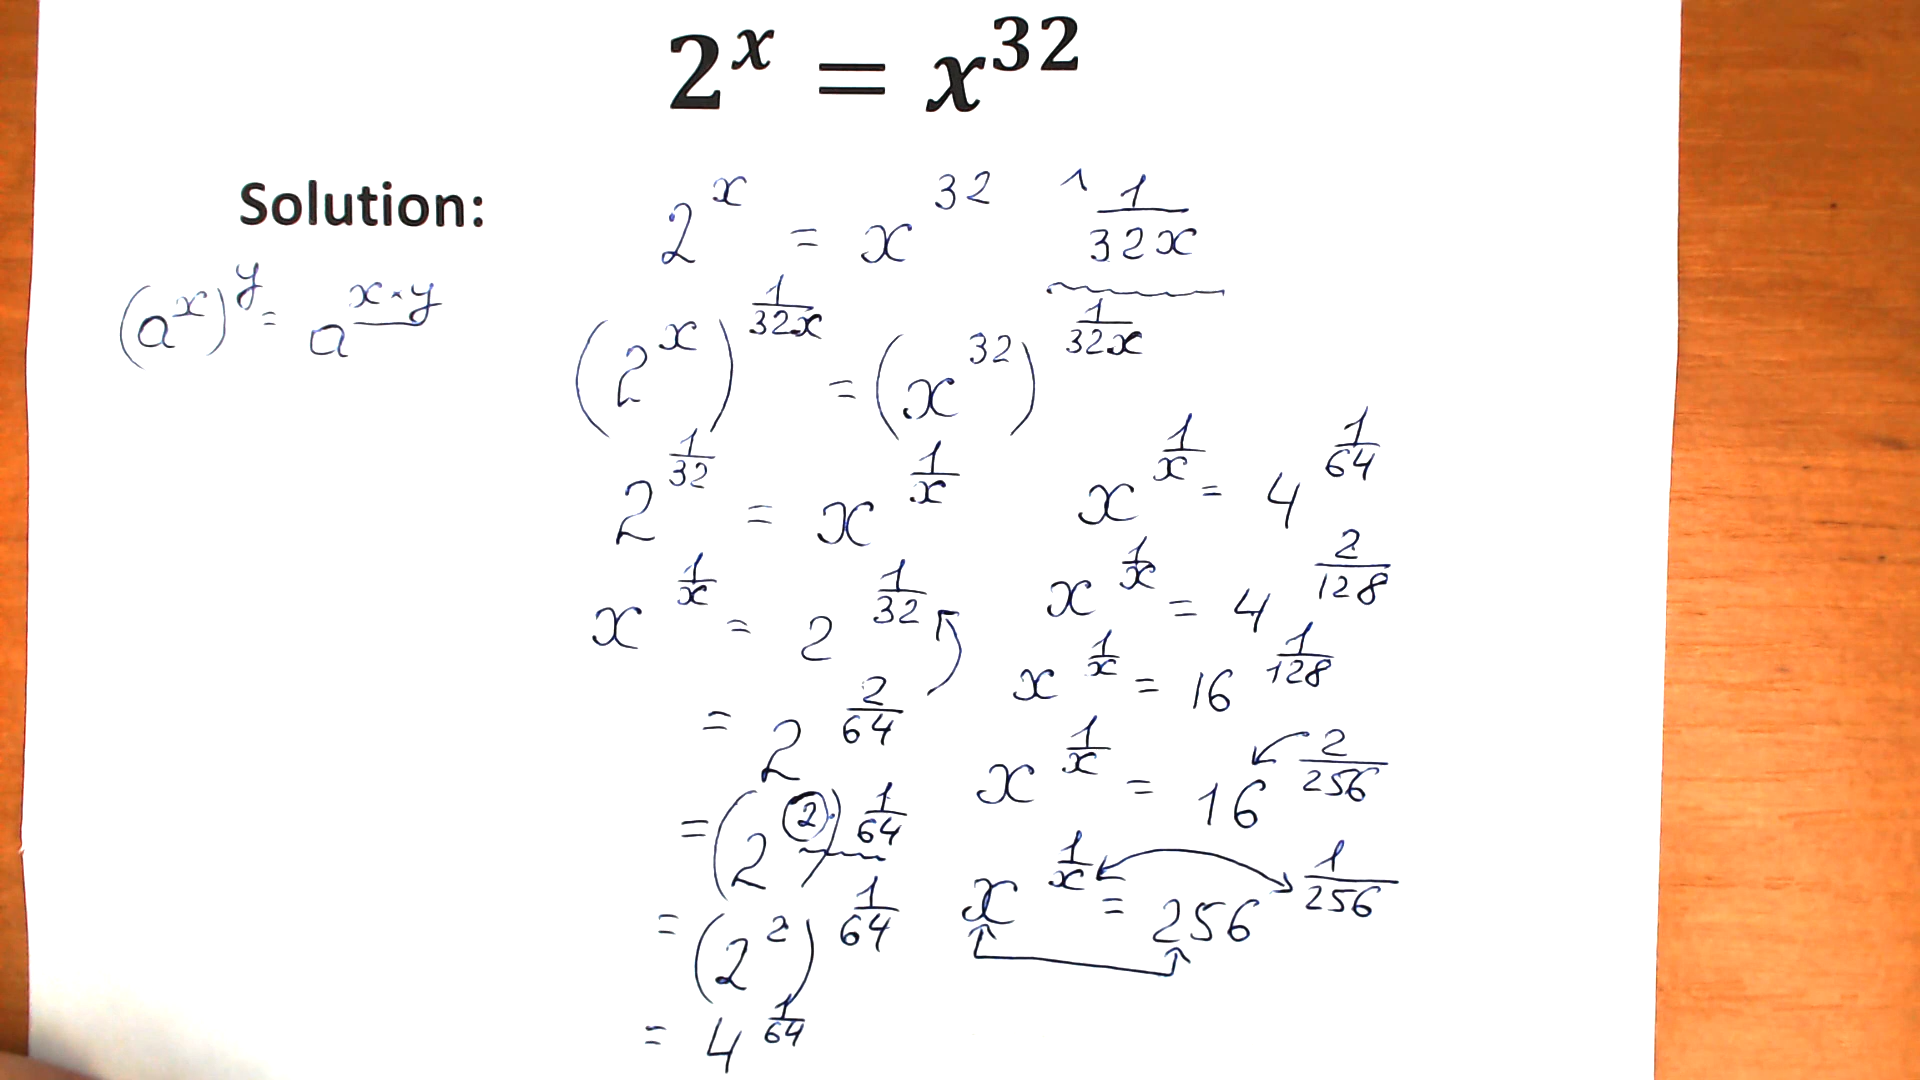 2^x = x^32
Solution:
2^x = x^32 ^ 1/(32x)
(a^x)^y = a^(x·y)
(2^x)^(1/(32x)) = (x^32)^(1/(32x))
2^(1/32) = x^(1/x)
x^(1/x) = 2^(1/32)
= 2^(2/64)
= (2^2)^(1/64)
= (2^2)^(1/64)
= 4^(1/64)
x^(1/x) = 4^(1/64)
x^(1/x) = 4^(2/128)
x^(1/x) = 16^(1/128)
x^(1/x) = 16^(2/256)
x^(1/x) = 256^(1/256)